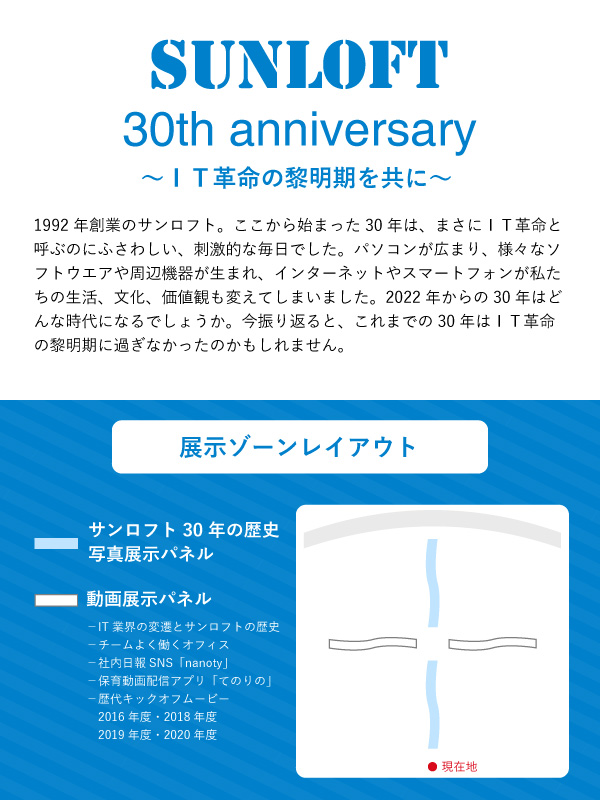 SUNLOFT
30th anniversary
～ＩＴ革命の黎明期を共に～
1992 年創業のサンロフト。ここから始まった 30 年は、まさにＩＴ革命と
呼ぶのにふさわしい、刺激的な毎日でした。パソコンが広まり、様々なソ
フトウエアや周辺機器が生まれ、インターネットやスマートフォンが私た
ちの生活、文化、価値観も変えてしまいました。2022 年からの 30 年はど
んな時代になるでしょうか。今振り返ると、これまでの 30 年はＩＴ革命
の黎明期に過ぎなかったのかもしれません。
展示ゾーンレイアウト
サンロフト 30 年の歴史
写真展示パネル
動画展示パネル
－IT 業界の変遷とサンロフトの歴史
－チームよく働くオフィス
－社内日報 SNS「nanoty」
－保育動画配信アプリ「てのりの」
－歴代キックオフムービー
2016 年度・2018 年度
2019 年度・2020 年度
● 現在地